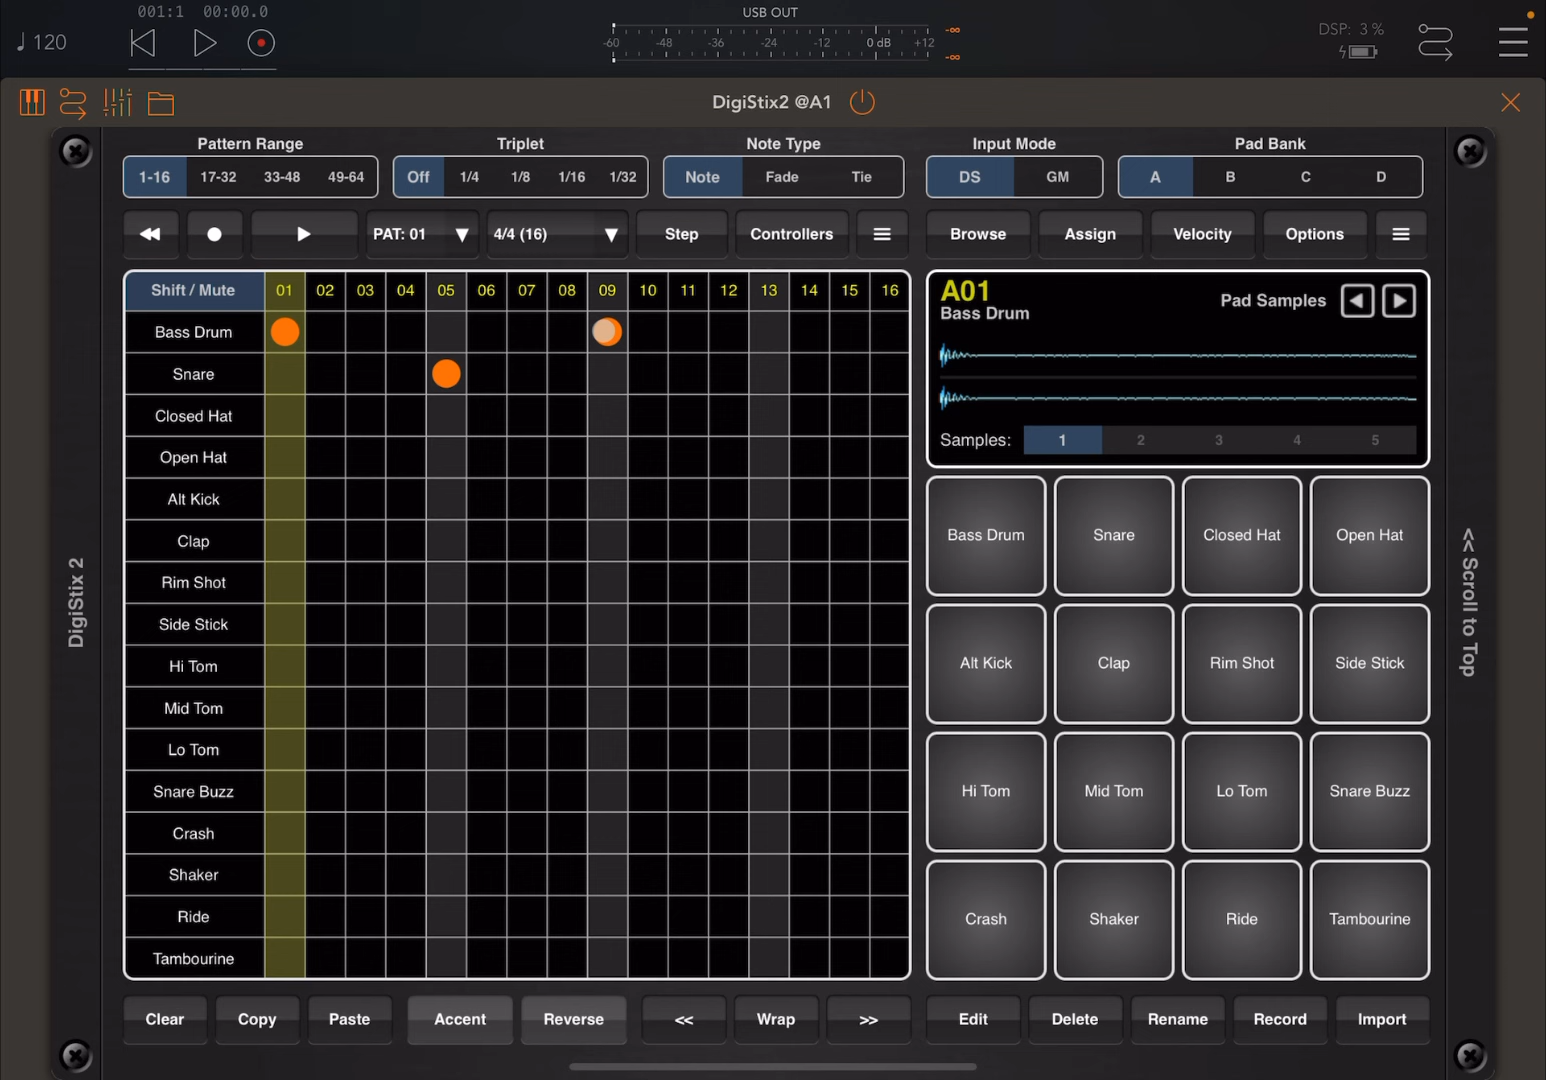 001:1 00:00.0
USB OUT
120
-60 -48 -36 -24 -12 0 dB +12
-∞
-∞
DSP: 3 %
DigiStix2 @A1
Pattern Range
Triplet
Note Type
Input Mode
Pad Bank
1-16 17-32 33-48 49-64
Off 1/4 1/8 1/16 1/32
Note Fade Tie
DS GM
A B C D
PAT: 01
4/4 (16)
Step
Controllers
Browse
Assign
Velocity
Options
Shift / Mute 01 02 03 04 05 06 07 08 09 10 11 12 13 14 15 16
Bass Drum
Snare
Closed Hat
Open Hat
Alt Kick
Clap
Rim Shot
Side Stick
Hi Tom
Mid Tom
Lo Tom
Snare Buzz
Crash
Shaker
Ride
Tambourine
A01
Bass Drum
Pad Samples
Samples: 1 2 3 4 5
Bass Drum Snare Closed Hat Open Hat
Alt Kick Clap Rim Shot Side Stick
Hi Tom Mid Tom Lo Tom Snare Buzz
Crash Shaker Ride Tambourine
DigiStix 2
<< Scroll to Top
Clear Copy Paste Accent Reverse << Wrap >>
Edit Delete Rename Record Import